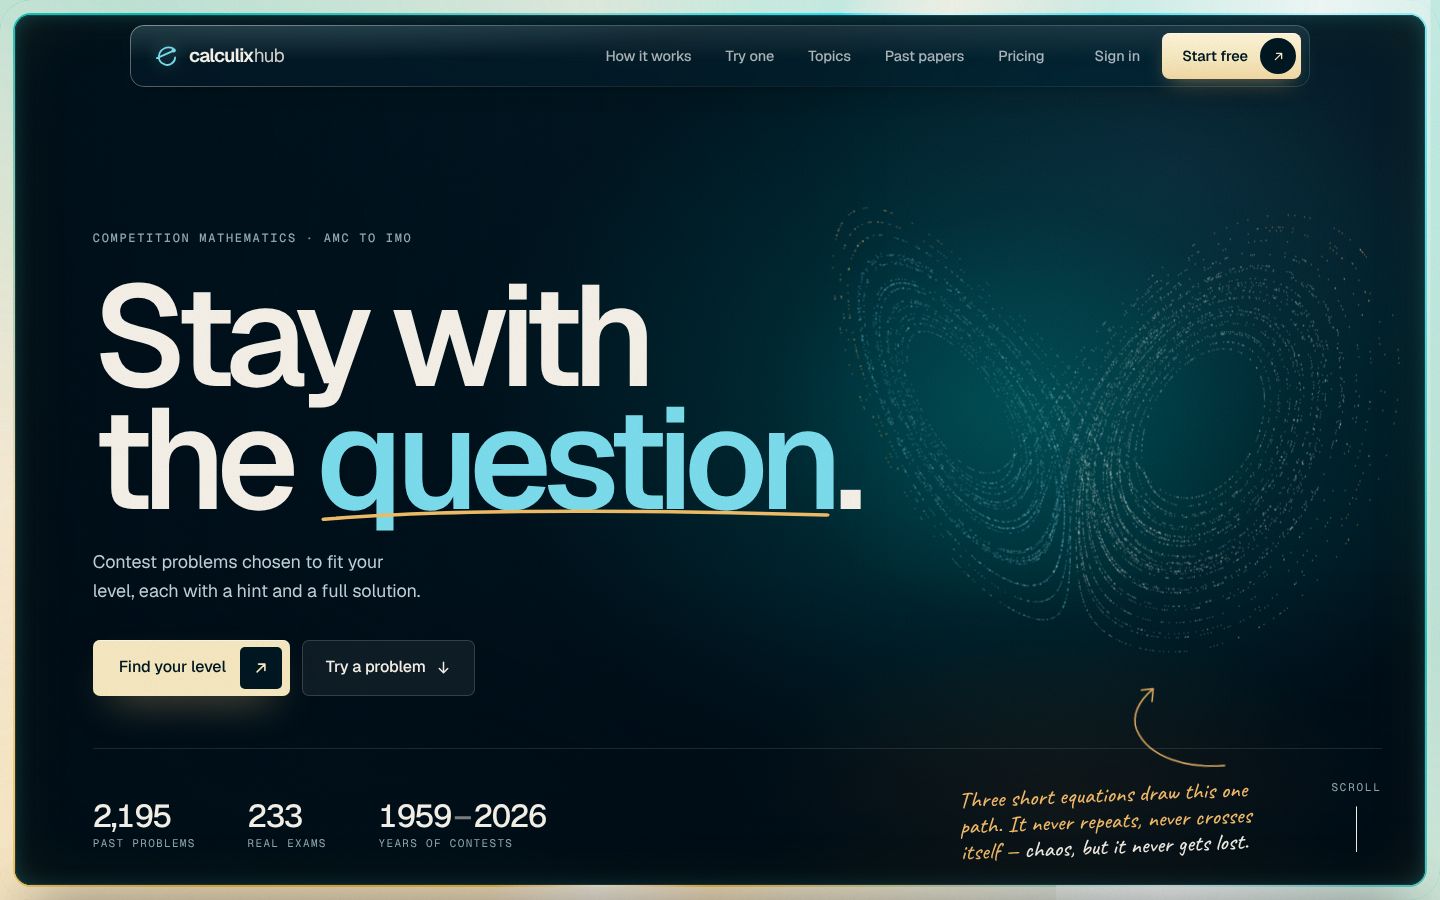 calculixhub
How it works
Try one
Topics
Past papers
Pricing
Sign in
Start free
COMPETITION MATHEMATICS · AMC TO IMO
Stay with
the question.
Contest problems chosen to fit your
level, each with a hint and a full solution.
Find your level
Try a problem
2,195
PAST PROBLEMS
233
REAL EXAMS
1959–2026
YEARS OF CONTESTS
Three short equations draw this one
path. It never repeats, never crosses
itself — chaos, but it never gets lost.
SCROLL